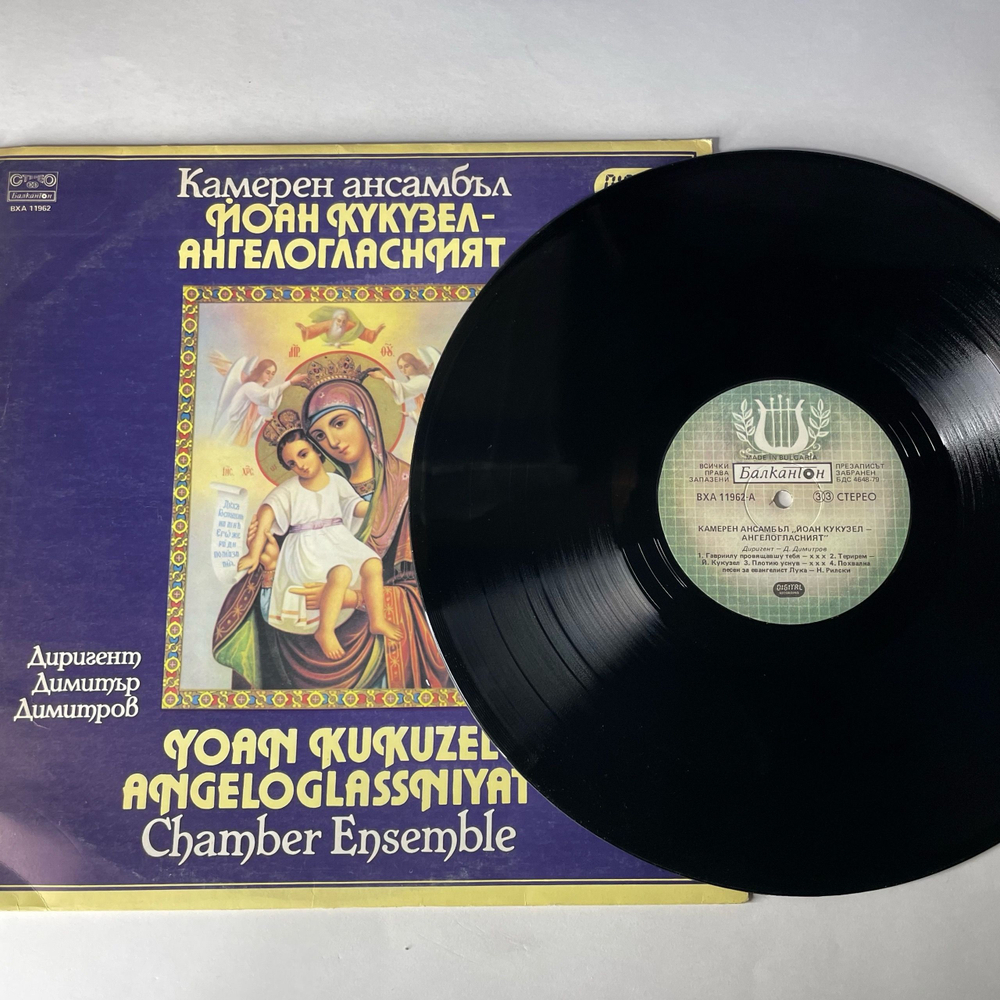 Балкантон
ВХА 11962
Камерен ансамбъл
ЙОАН КУКУЗЕЛ-
АНГЕЛОГЛАСНИЯТ
Диригент
Димитър
Димитров
YOAN KUKUZEL
ANGELOGLASSNIYAT
Chamber Ensemble
MADE IN BULGARIA
ВСИЧКИ ПРАВА ЗАПАЗЕНИ
Балкантон
ПРЕЗАПИСЪТ ЗАБРАНЕН
БДС 4648-79
ВХА 11962-А
33 СТЕРЕО
КАМЕРЕН АНСАМБЪЛ „ЙОАН КУКУЗЕЛ –
АНГЕЛОГЛАСНИЯТ"
Диригент – Д. Димитров
1. Гавриилу провящавшу тебя – х х х 2. Терирем –
Й. Кукузел 3. Плотию уснув – х х х 4. Похвална
песен за евангелист Лука – Н. Рилски
DIGITAL